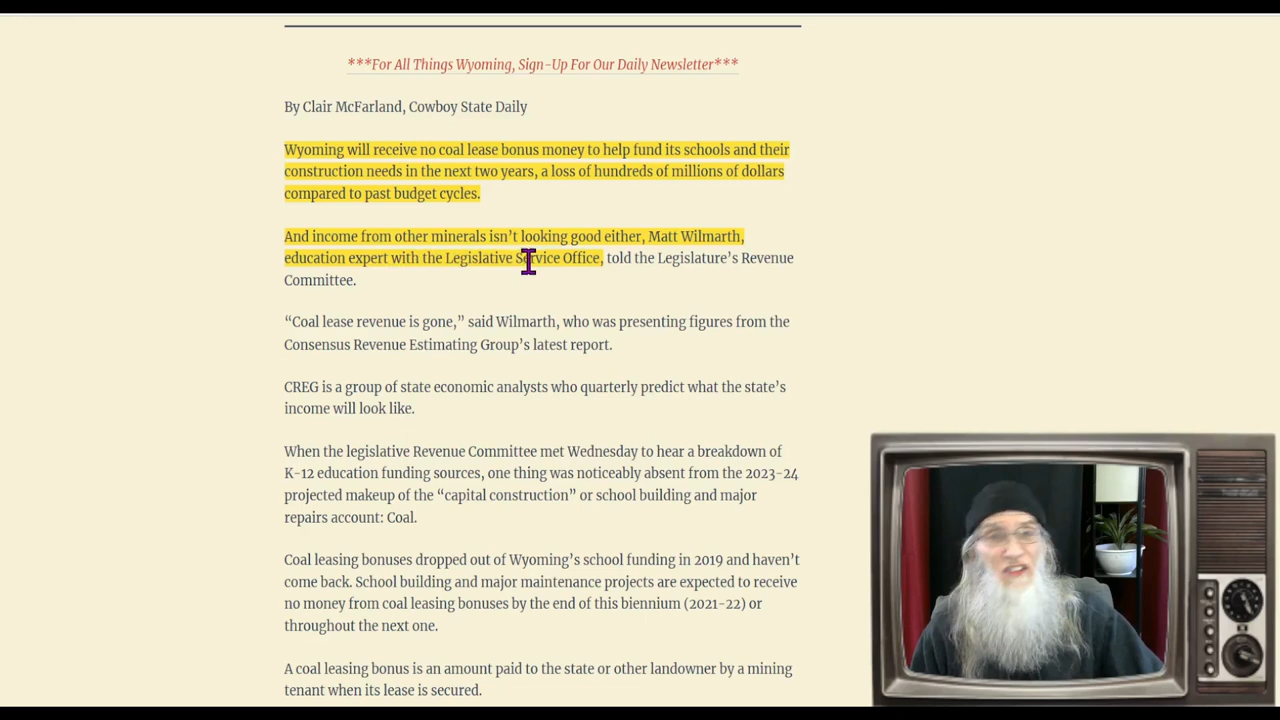 ***For All Things Wyoming, Sign-Up For Our Daily Newsletter***
By Clair McFarland, Cowboy State Daily
Wyoming will receive no coal lease bonus money to help fund its schools and their
construction needs in the next two years, a loss of hundreds of millions of dollars
compared to past budget cycles.
And income from other minerals isn’t looking good either, Matt Wilmarth,
education expert with the Legislative Service Office, told the Legislature’s Revenue
Committee.
“Coal lease revenue is gone,” said Wilmarth, who was presenting figures from the
Consensus Revenue Estimating Group’s latest report.
CREG is a group of state economic analysts who quarterly predict what the state’s
income will look like.
When the legislative Revenue Committee met Wednesday to hear a breakdown of
K-12 education funding sources, one thing was noticeably absent from the 2023-24
projected makeup of the “capital construction” or school building and major
repairs account: Coal.
Coal leasing bonuses dropped out of Wyoming’s school funding in 2019 and haven’t
come back. School building and major maintenance projects are expected to receive
no money from coal leasing bonuses by the end of this biennium (2021-22) or
throughout the next one.
A coal leasing bonus is an amount paid to the state or other landowner by a mining
tenant when its lease is secured.